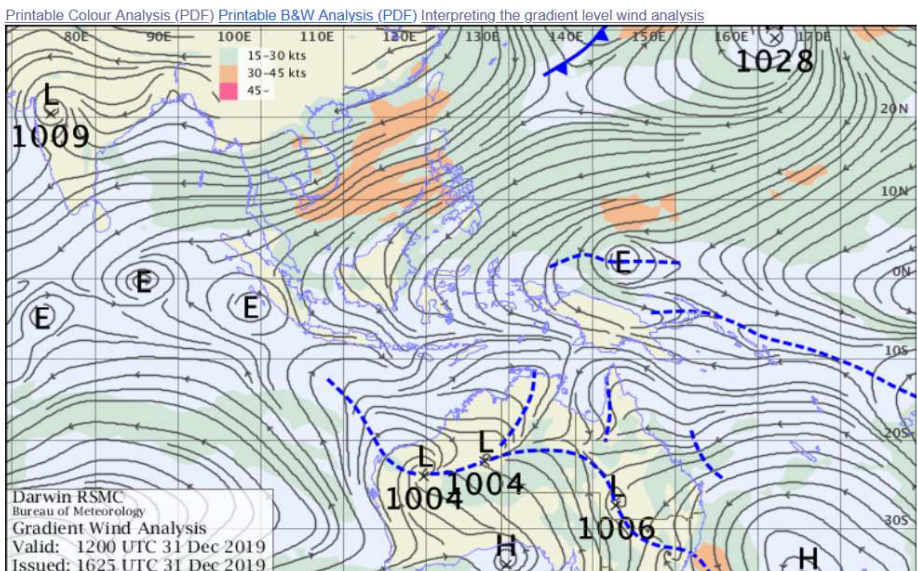 Printable Colour Analysis (PDF) Printable B&W Analysis (PDF) Interpreting the gradient level wind analysis
80E 90E 100E 110E 120E 130E 140E 150E 160E 170E
15-30 kts
30-45 kts
45-
1028
L
1009
20N
10N
E
E
0N
E
E
10S
20S
L
L
1004
1004
L
1006
30S
H
H
Darwin RSMC
Bureau of Meteorology
Gradient Wind Analysis
Valid: 1200 UTC 31 Dec 2019
Issued: 1625 UTC 31 Dec 2019